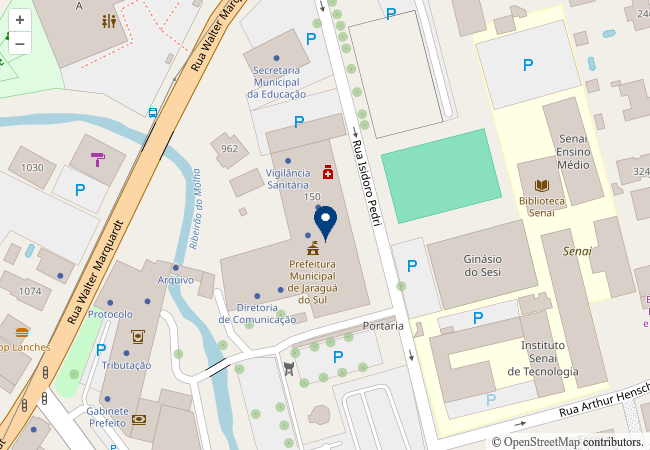 +
−
A
Rua Walter Marquardt
P
P
246
Secretaria
Municipal
da Educação
P
P
Rua Isidoro Pedri
962
1030
P
Ribeirão do Molha
Vigilância
Sanitária
150
Senai
Ensino
Médio
324
Biblioteca
Senai
Rua Walter Marquardt
Prefeitura
Municipal
de Jaraguá
do Sul
P
Ginásio
do Sesi
Senai
Arquivo
1074
Protocolo
Diretoria
de Comunicação
Portaria
P
op Lanches
P
Tributação
P
Instituto
Senai
de Tecnologia
P
Gabinete
Prefeito
Rua Arthur Hensch
dt
© OpenStreetMap contributors.